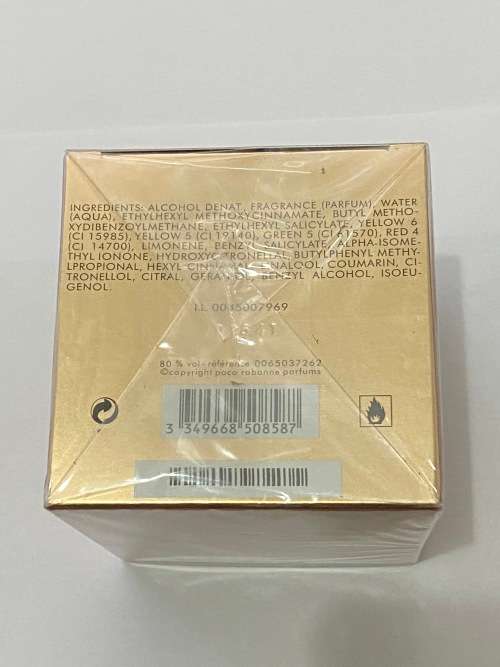 INGREDIENTS: ALCOHOL DENAT., FRAGRANCE (PARFUM), WATER
(AQUA), ETHYLHEXYL METHOXYCINNAMATE, BUTYL METHO-
XYDIBENZOYLMETHANE, ETHYLHEXYL SALICYLATE, YELLOW 6
(CI 15985), YELLOW 5 (CI 19140), GREEN 5 (CI 61570), RED 4
(CI 14700), LIMONENE, BENZYL SALICYLATE, ALPHA-ISOME-
THYL IONONE, HYDROXYCITRONELLAL, BUTYLPHENYL METHY-
LPROPIONAL, HEXYL CINNAMAL, LINALOOL, COUMARIN, CI-
TRONELLOL, CITRAL, GERANIOL, BENZYL ALCOHOL, ISOEU-
GENOL.
I.L. 0045007969
80 % vol - référence 0065037262
©copyright paco rabanne parfums
3 349668 508587